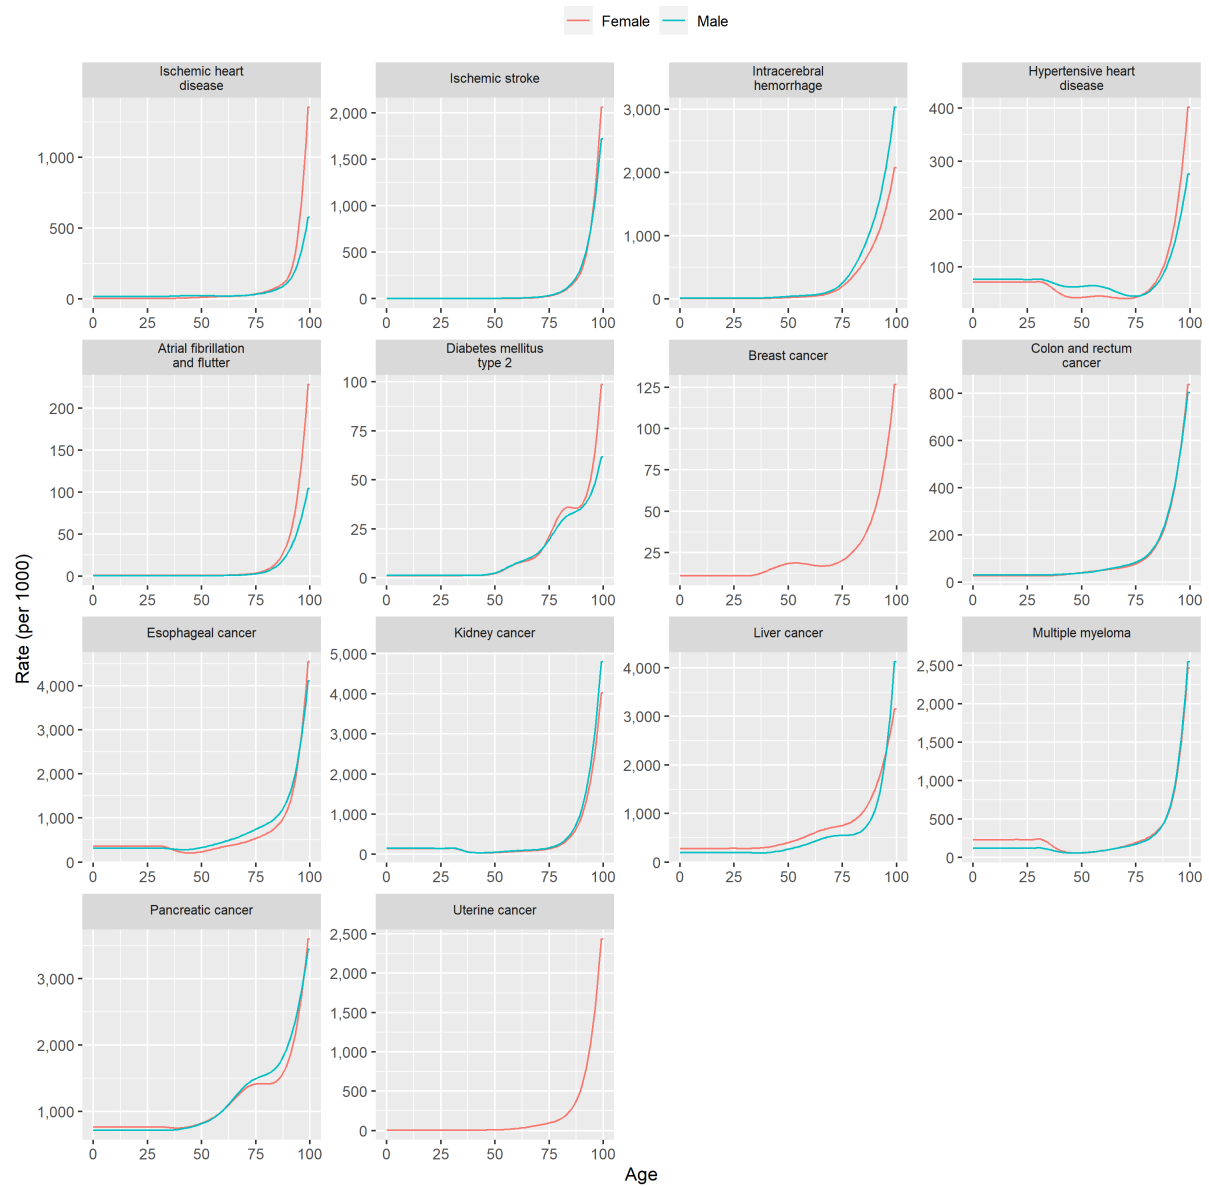 Female Male
Ischemic heart
disease
Ischemic stroke
Intracerebral
hemorrhage
Hypertensive heart
disease
1,000
500
0
0 25 50 75 100
2,000
1,500
1,000
500
0
0 25 50 75 100
3,000
2,000
1,000
0
0 25 50 75 100
400
300
200
100
0 25 50 75 100
Atrial fibrillation
and flutter
Diabetes mellitus
type 2
Breast cancer
Colon and rectum
cancer
200
150
100
50
0
0 25 50 75 100
100
75
50
25
0
0 25 50 75 100
125
100
75
50
25
0 25 50 75 100
800
600
400
200
0
0 25 50 75 100
Rate (per 1000)
Esophageal cancer
Kidney cancer
Liver cancer
Multiple myeloma
4,000
3,000
2,000
1,000
0
0 25 50 75 100
5,000
4,000
3,000
2,000
1,000
0
0 25 50 75 100
4,000
3,000
2,000
1,000
0
0 25 50 75 100
2,500
2,000
1,500
1,000
500
0
0 25 50 75 100
Pancreatic cancer
Uterine cancer
3,000
2,000
1,000
0 25 50 75 100
2,500
2,000
1,500
1,000
500
0
0 25 50 75 100
Age